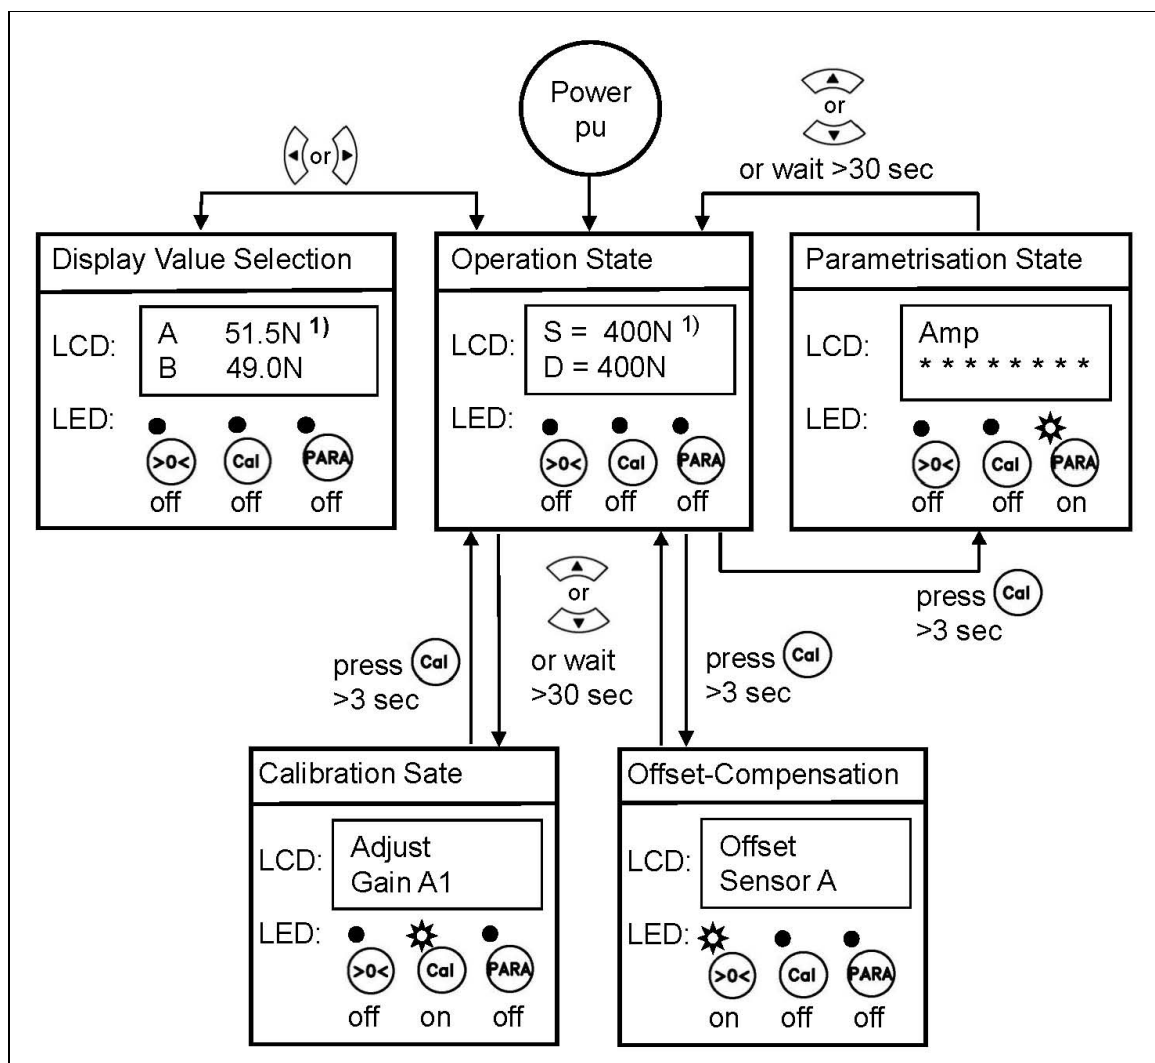 Power
pu
or
or
or wait >30 sec
Display Value Selection
LCD:
A 51.5N 1)
B 49.0N
LED:
>0< Cal PARA
off off off
Operation State
LCD:
S = 400N 1)
D = 400N
LED:
>0< Cal PARA
off off off
Parametrisation State
LCD:
Amp
* * * * * * * *
LED:
>0< Cal PARA
off off on
press Cal
>3 sec
or
or wait
>30 sec
press Cal
>3 sec
press Cal
>3 sec
Calibration Sate
LCD:
Adjust
Gain A1
LED:
>0< Cal PARA
off on off
Offset-Compensation
LCD:
Offset
Sensor A
LED:
>0< Cal PARA
on off off